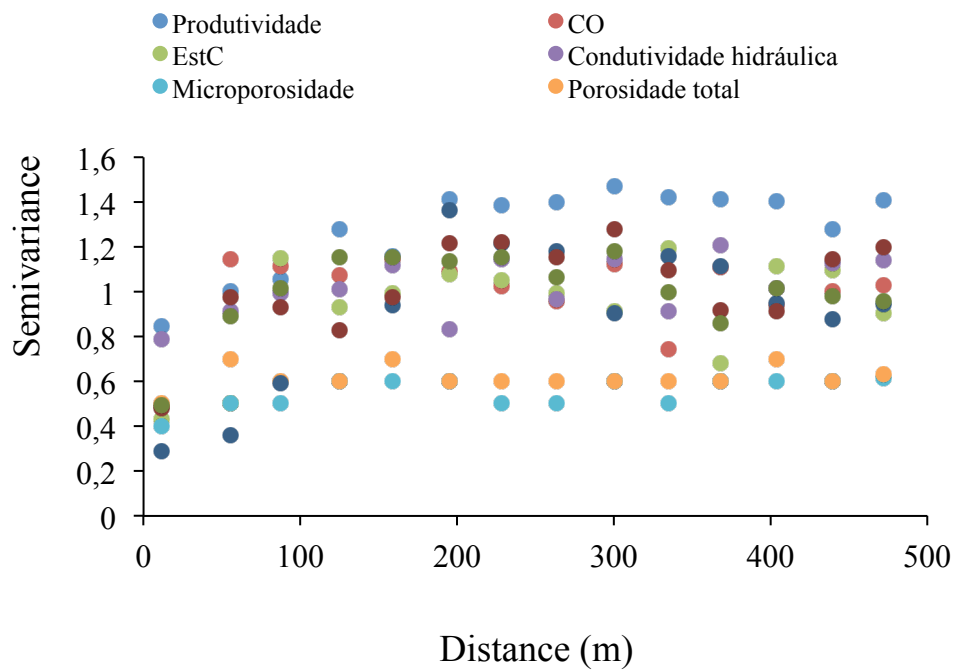 Produtividade CO
EstC Condutividade hidráulica
Microporosidade Porosidade total
Semivariance
1,6
1,4
1,2
1
0,8
0,6
0,4
0,2
0
0 100 200 300 400 500
Distance (m)